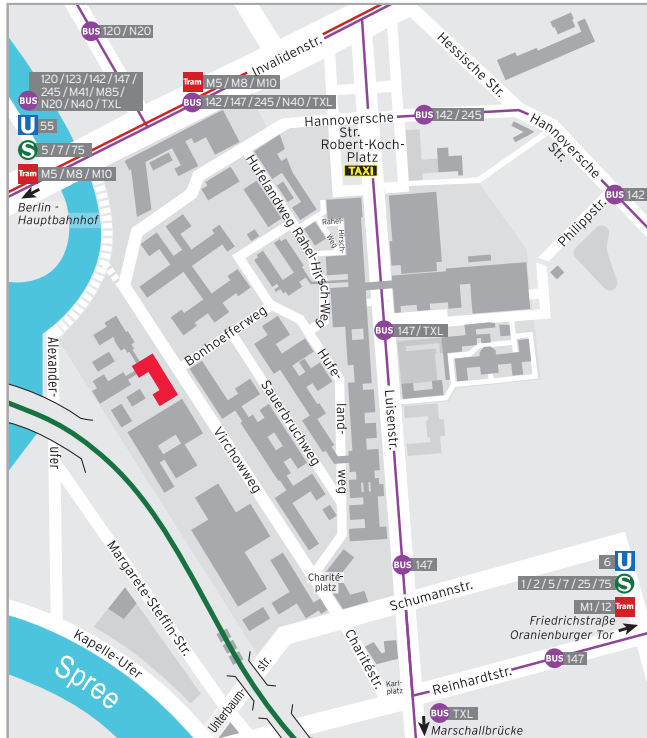 BUS 120 / N20
120 / 123 / 142 / 147 /
245 / M41/ M85 /
N20 / N40 / TXL
BUS
U 55
S 5 / 7 / 75
Tram M5 / M8 / M10
Berlin -
Hauptbahnhof
Tram M5 / M8 / M10
BUS 142 / 147 / 245 / N40 / TXL
Invalidenstr.
Hessische Str.
Hannoversche
Str.
BUS 142 / 245
Hannoversche
Str.
Robert-Koch-
Platz
TAXI
BUS 142
Philippstr.
Hufelandweg
Rahel-Hirsch-Weg
Rahel-
Hirsch-
Weg
BUS 147 / TXL
Bonhoefferweg
Hufe-
land-
weg
Sauerbruchweg
Virchowweg
Luisenstr.
Alexander-
ufer
BUS 147
Charité-
platz
Schumannstr.
6 U
1 / 2 / 5 / 7 / 25 / 75 S
M1 / 12 Tram
Friedrichstraße
Oranienburger Tor
Margarete-Steffin-Str.
Kapelle-Ufer
Spree
Unterbaum-
str.
Charitéstr.
Karl-
platz
Reinhardtstr.
BUS 147
BUS TXL
Marschallbrücke